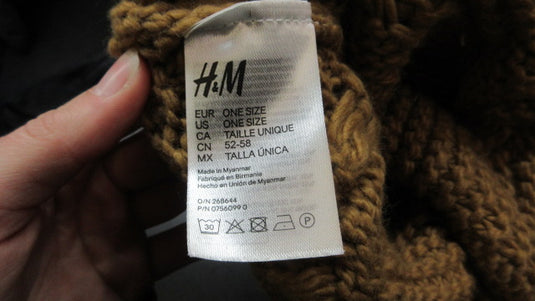 H&M
EUR ONE SIZE
US ONE SIZE
CA TAILLE UNIQUE
CN 52-58
MX TALLA ÚNICA
Made in Myanmar
Fabriqué en Birmanie
Hecho en Unión de Myanmar
O/N 268644
P/N 0756099 0
30 P